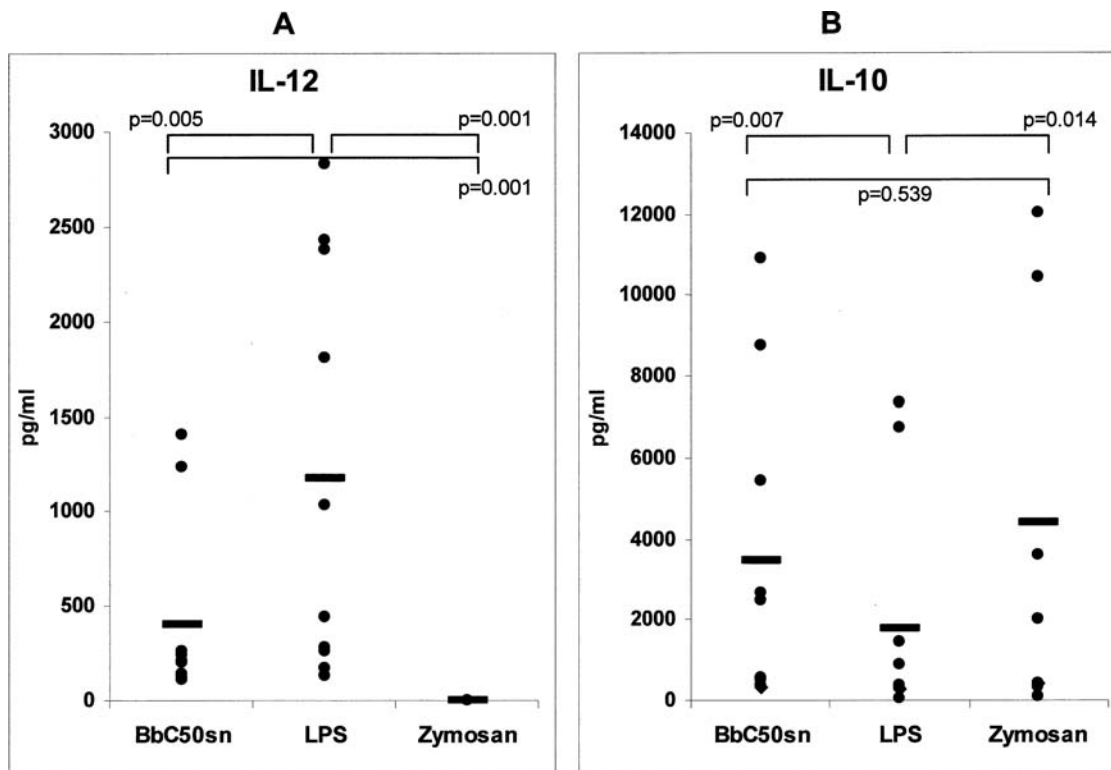 A
IL-12
p=0.005
p=0.001
p=0.001
3000
2500
2000
1500
1000
500
0
pg/ml
BbC50sn
LPS
Zymosan
B
IL-10
p=0.007
p=0.014
p=0.539
14000
12000
10000
8000
6000
4000
2000
0
pg/ml
BbC50sn
LPS
Zymosan